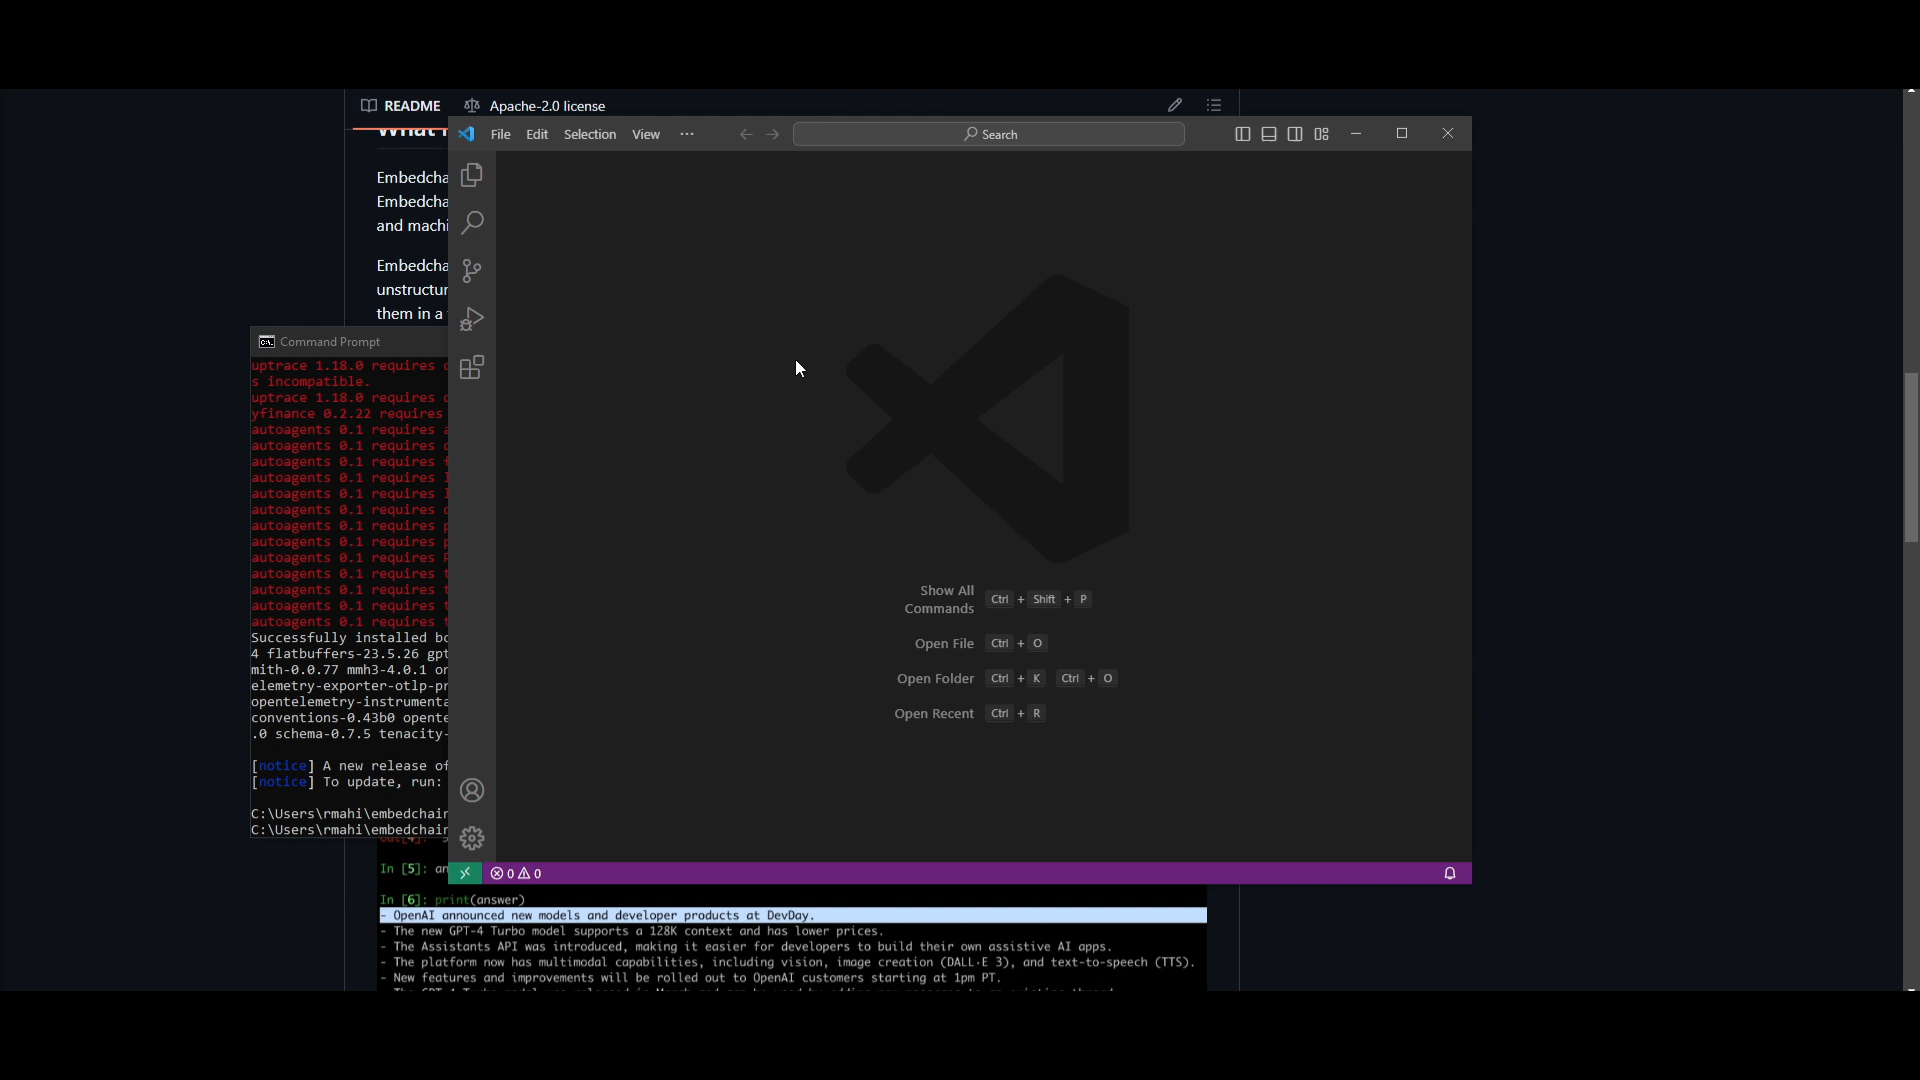 README
Apache-2.0 license
File
Edit
Selection
View
Search
Embedcha
Embedcha
and machi
Embedcha
unstructur
them in a
Command Prompt
uptrace 1.18.0 requires
s incompatible.
uptrace 1.18.0 requires
yfinance 0.2.22 requires
autoagents 0.1 requires
autoagents 0.1 requires
autoagents 0.1 requires
autoagents 0.1 requires
autoagents 0.1 requires
autoagents 0.1 requires
autoagents 0.1 requires
autoagents 0.1 requires
autoagents 0.1 requires
autoagents 0.1 requires
autoagents 0.1 requires
autoagents 0.1 requires
autoagents 0.1 requires
Successfully installed
4 flatbuffers-23.5.26 gpt
mith-0.0.77 mmh3-4.0.1
elemetry-exporter-otlp-pr
opentelemetry-instrumenta
conventions-0.43b0 opente
.0 schema-0.7.5 tenacity-
[notice] A new release of
[notice] To update, run:
C:\Users\rmahi\embedchain
C:\Users\rmahi\embedchain
Show All
Commands
Ctrl + Shift + P
Open File Ctrl + O
Open Folder Ctrl + K Ctrl + O
Open Recent Ctrl + R
0 0
In [5]: an
In [6]: print(answer)
- OpenAI announced new models and developer products at DevDay.
- The new GPT-4 Turbo model supports a 128K context and has lower prices.
- The Assistants API was introduced, making it easier for developers to build their own assistive AI apps.
- The platform now has multimodal capabilities, including vision, image creation (DALL·E 3), and text-to-speech (TTS).
- New features and improvements will be rolled out to OpenAI customers starting at 1pm PT.